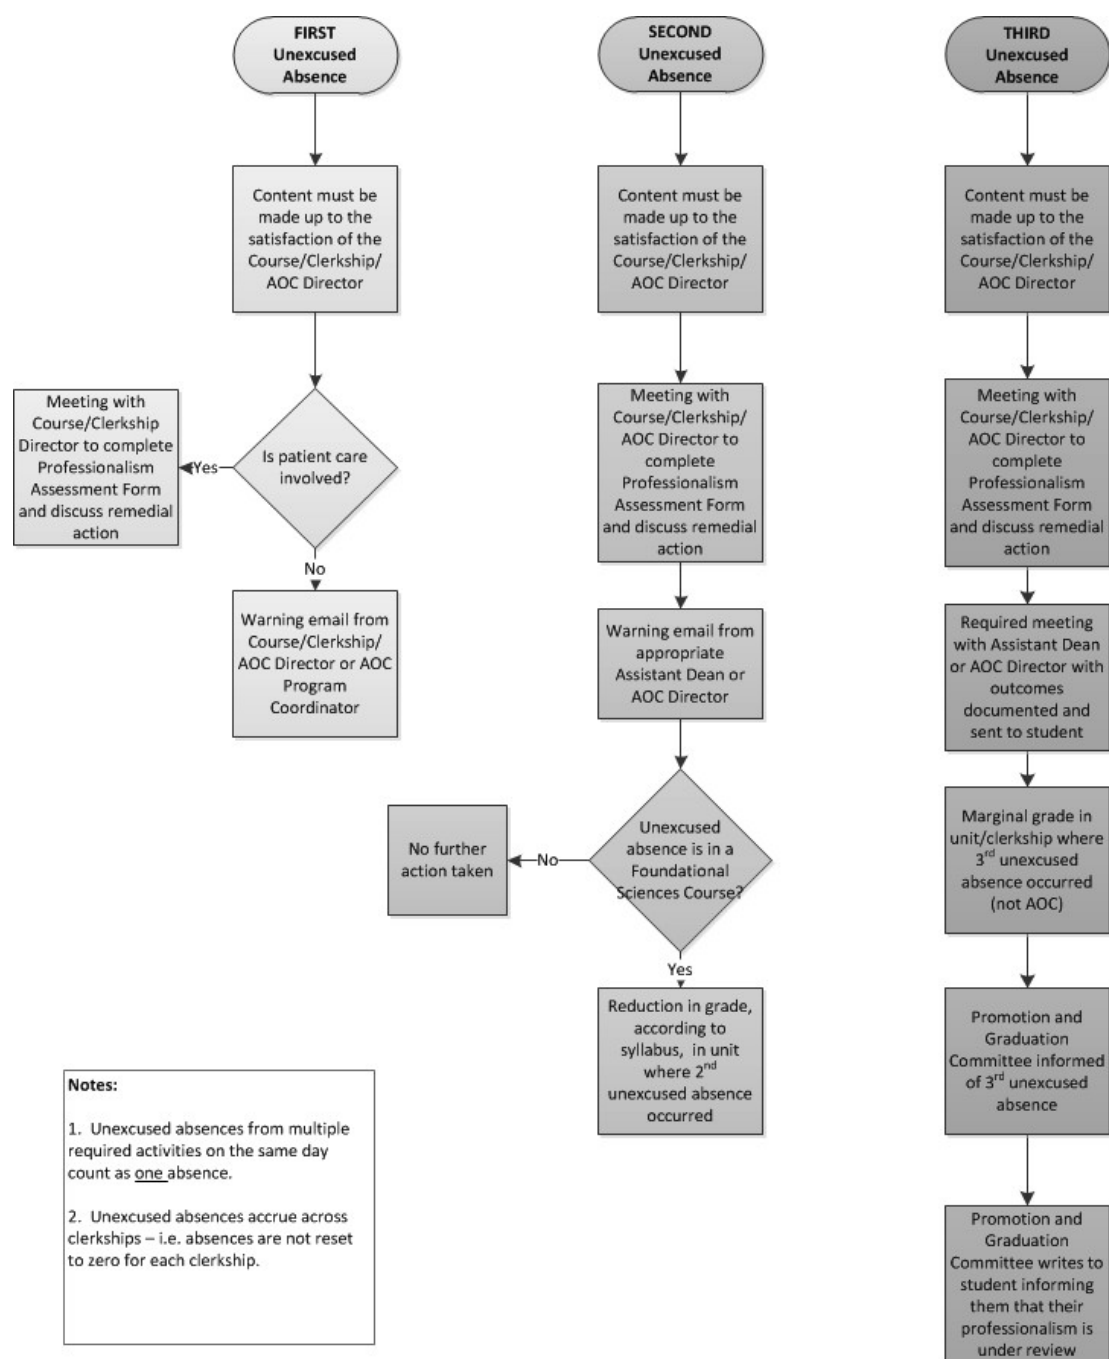 FIRST
Unexcused
Absence
Content must be
made up to the
satisfaction of the
Course/Clerkship/
AOC Director
Is patient care
involved?
Yes
Meeting with
Course/Clerkship
Director to complete
Professionalism
Assessment Form
and discuss remedial
action
No
Warning email from
Course/Clerkship/
AOC Director or AOC
Program
Coordinator
SECOND
Unexcused
Absence
Content must be
made up to the
satisfaction of the
Course/Clerkship/
AOC Director
Meeting with
Course/Clerkship/
AOC Director to
complete
Professionalism
Assessment Form
and discuss remedial
action
Warning email from
appropriate
Assistant Dean or
AOC Director
Unexcused
absence is in a
Foundational
Sciences Course?
No
No further
action taken
Yes
Reduction in grade,
according to
syllabus, in unit
where 2nd
unexcused absence
occurred
THIRD
Unexcused
Absence
Content must be
made up to the
satisfaction of the
Course/Clerkship/
AOC Director
Meeting with
Course/Clerkship/
AOC Director to
complete
Professionalism
Assessment Form
and discuss remedial
action
Required meeting
with Assistant Dean
or AOC Director with
outcomes
documented and
sent to student
Marginal grade in
unit/clerkship where
3rd unexcused
absence occurred
(not AOC)
Promotion and
Graduation
Committee informed
of 3rd unexcused
absence
Promotion and
Graduation
Committee writes to
student informing
them that their
professionalism is
under review
Notes:
1. Unexcused absences from multiple
required activities on the same day
count as one absence.
2. Unexcused absences accrue across
clerkships – i.e. absences are not reset
to zero for each clerkship.